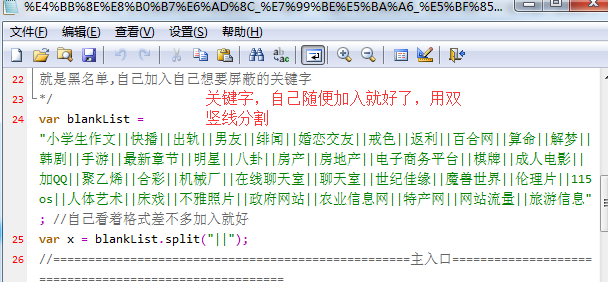 %E4%BB%8E%E8%B0%B7%E6%AD%8C_%E7%99%BE%E5%BA%A6_%E5%BF%85...
文件(F) 编辑(E) 查看(V) 设置(S) 帮助(H)
22 就是黑名单,自己加入自己想要屏蔽的关键字
23 */
关键字，自己随便加入就好了，用双
竖线分割
24 var blankList =
"小学生作文||快播||出轨||男友||绯闻||婚恋交友||戒色||返利||百合网||算命||解梦||
韩剧||手游||最新章节||明星||八卦||房产||房地产||电子商务平台||棋牌||成人电影||
加QQ||聚乙烯||合彩||机械厂||在线聊天室||聊天室||世纪佳缘||魔兽世界||伦理片||115
os||人体艺术||床戏||不雅照片||政府网站||农业信息网||特产网||网站流量||旅游信息"
; //自己看着格式差不多加入就好
25 var x = blankList.split("||");
26 //===================================================主入口====================
===================================